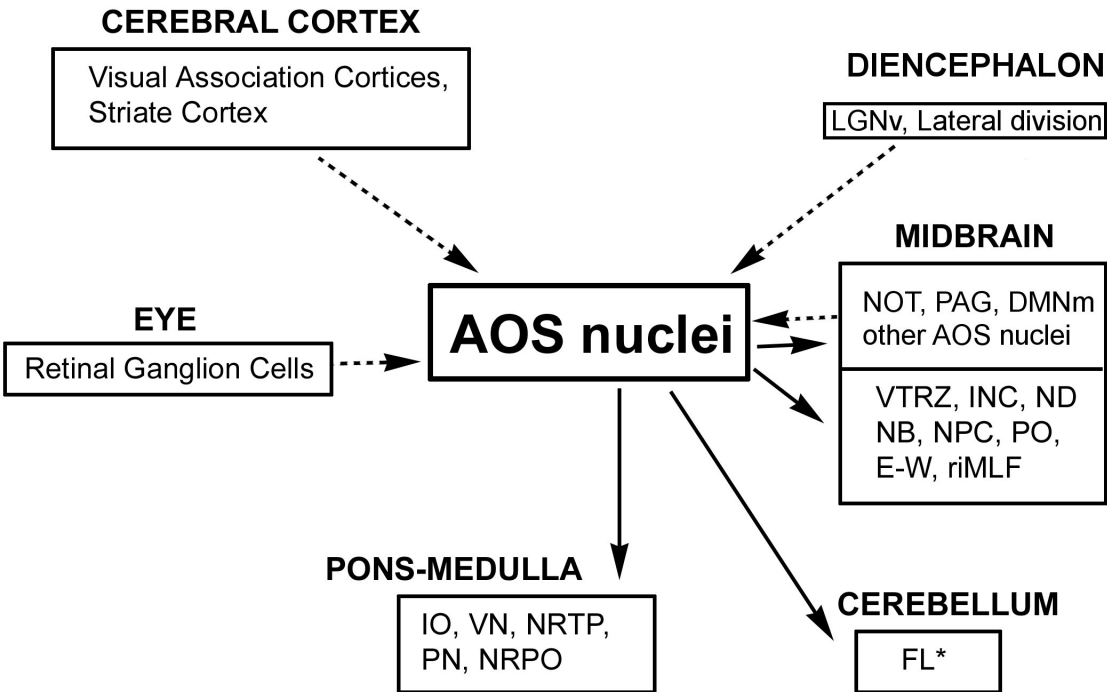 CEREBRAL CORTEX
Visual Association Cortices,
Striate Cortex
DIENCEPHALON
LGNv, Lateral division
MIDBRAIN
NOT, PAG, DMNm
other AOS nuclei
VTRZ, INC, ND
NB, NPC, PO,
E-W, riMLF
AOS nuclei
EYE
Retinal Ganglion Cells
PONS-MEDULLA
IO, VN, NRTP,
PN, NRPO
CEREBELLUM
FL*